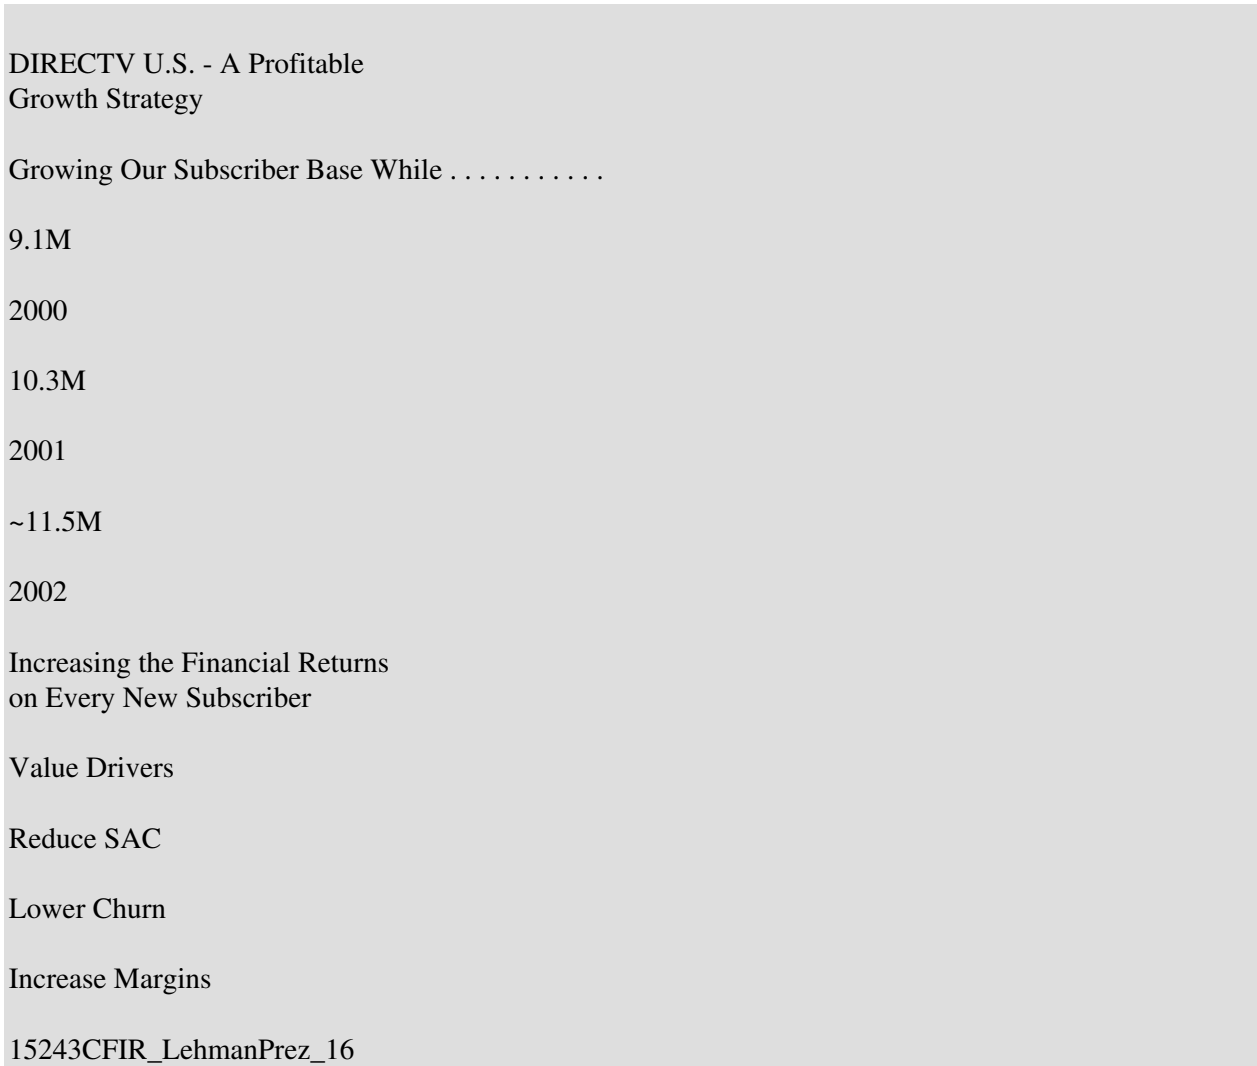 DIRECTV U.S. - A Profitable
Growth Strategy
Growing Our Subscriber Base While . . . . . . . . . . .
9.1M
2000
10.3M
2001
~11.5M
2002
Increasing the Financial Returns
on Every New Subscriber
Value Drivers
Reduce SAC
Lower Churn
Increase Margins
15243CFIR_LehmanPrez_16